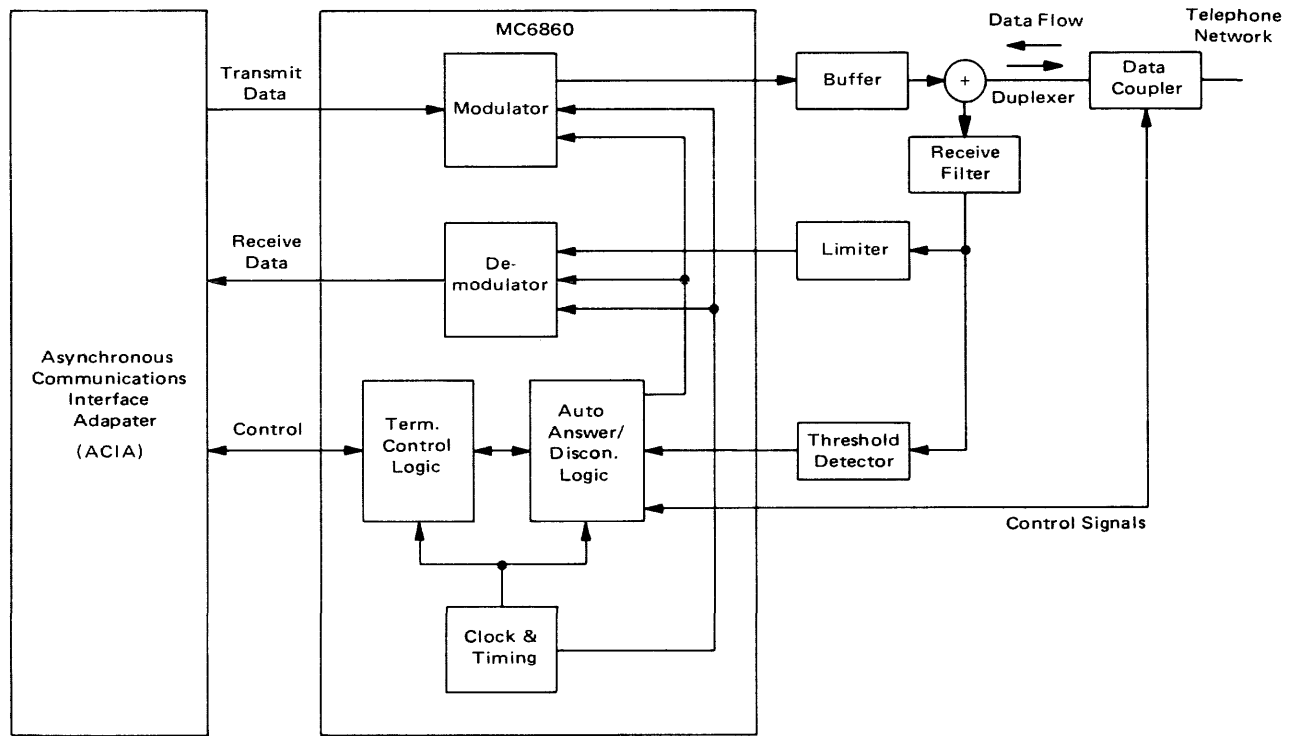 MC6860
Data Flow
Telephone
Network
Transmit
Data
Modulator
Buffer
+
Duplexer
Data
Coupler
Receive
Filter
Receive
Data
De-
modulator
Limiter
Asynchronous
Communications
Interface
Adapater
(ACIA)
Control
Term.
Control
Logic
Auto
Answer/
Discon.
Logic
Threshold
Detector
Control Signals
Clock &
Timing